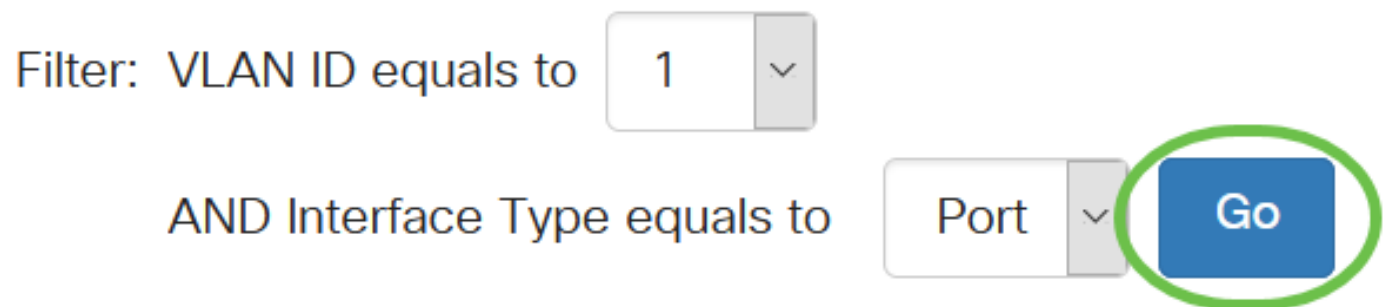 Filter: VLAN ID equals to 1
AND Interface Type equals to Port Go